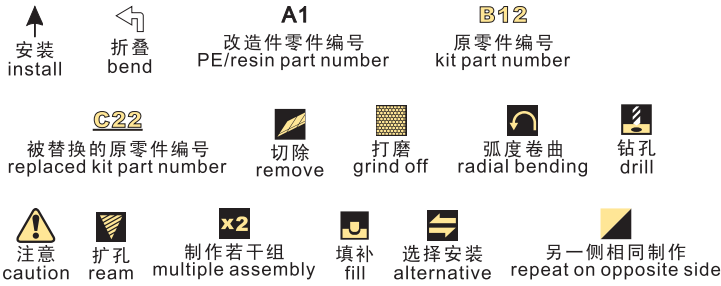 A1
B12
安装
install
折叠
bend
改造件零件编号
PE/resin part number
原零件编号
kit part number
C22
被替换的原零件编号
replaced kit part number
切除
remove
打磨
grind off
弧度卷曲
radial bending
钻孔
drill
x2
注意
caution
扩孔
ream
制作若干组
multiple assembly
填补
fill
选择安装
alternative
另一侧相同制作
repeat on opposite side